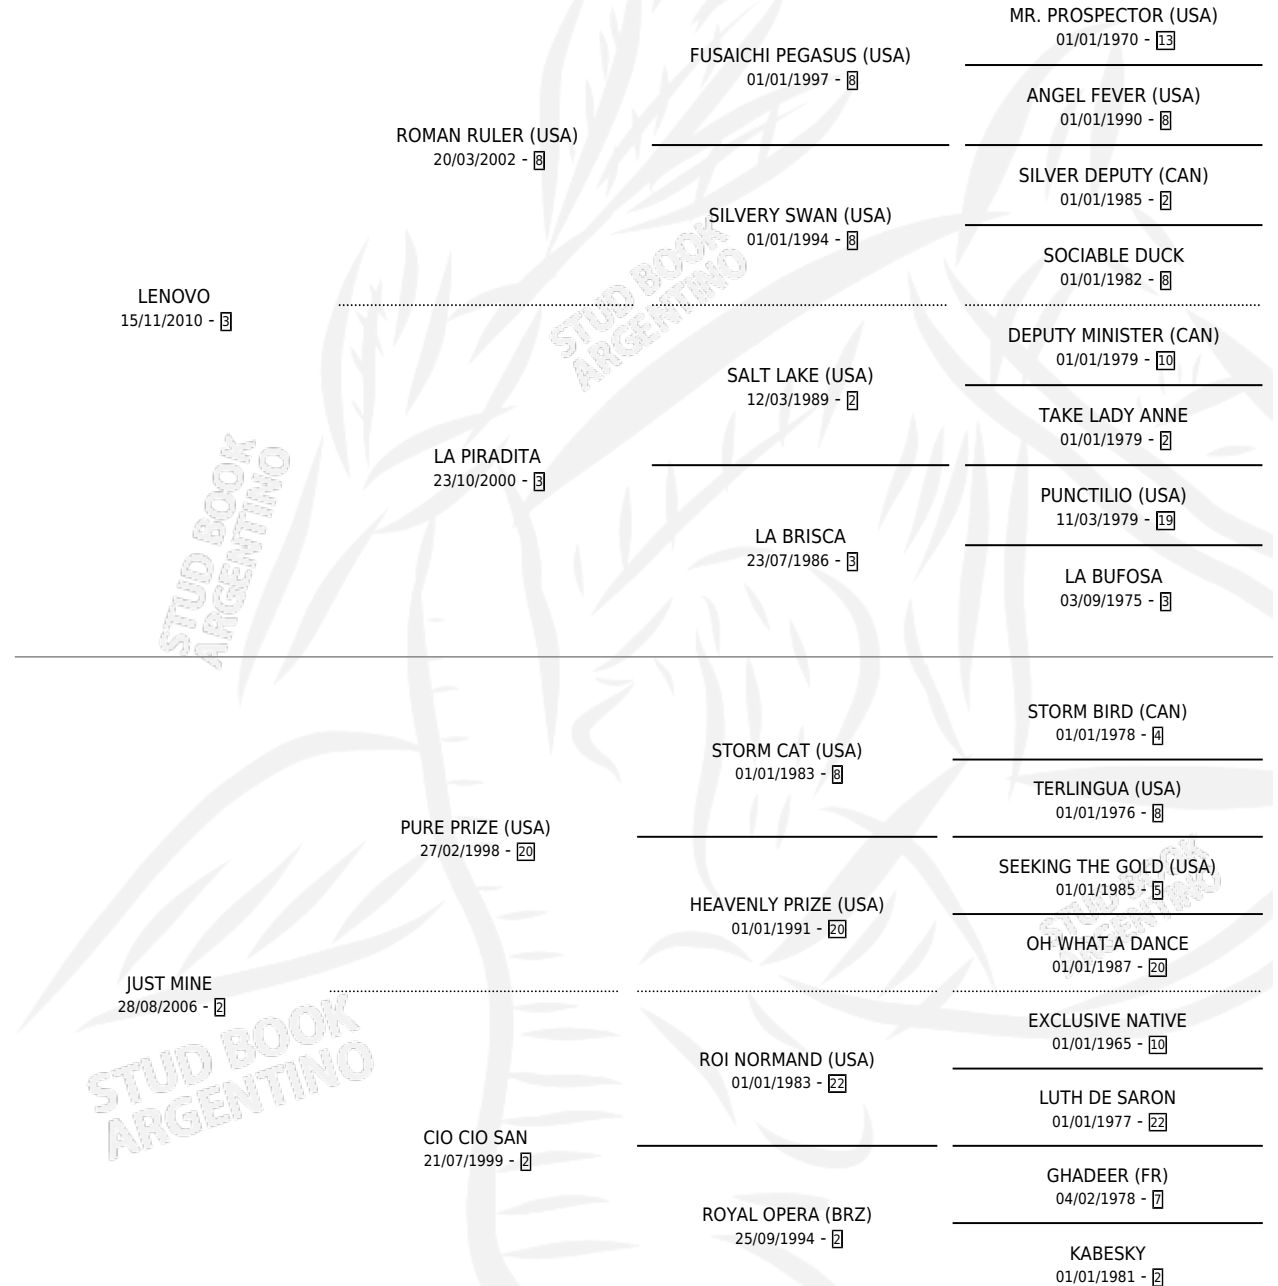 MR. PROSPECTOR (USA)
01/01/1970 - 13
FUSAICHI PEGASUS (USA)
01/01/1997 - 8
ANGEL FEVER (USA)
01/01/1990 - 8
ROMAN RULER (USA)
20/03/2002 - 8
SILVER DEPUTY (CAN)
01/01/1985 - 2
SILVERY SWAN (USA)
01/01/1994 - 8
SOCIABLE DUCK
01/01/1982 - 8
LENOVO
15/11/2010 - 3
DEPUTY MINISTER (CAN)
01/01/1979 - 10
SALT LAKE (USA)
12/03/1989 - 2
TAKE LADY ANNE
01/01/1979 - 2
LA PIRADITA
23/10/2000 - 3
PUNCTILIO (USA)
11/03/1979 - 19
LA BRISCA
23/07/1986 - 3
LA BUFOSA
03/09/1975 - 3
STORM BIRD (CAN)
01/01/1978 - 4
STORM CAT (USA)
01/01/1983 - 8
TERLINGUA (USA)
01/01/1976 - 8
PURE PRIZE (USA)
27/02/1998 - 20
SEEKING THE GOLD (USA)
01/01/1985 - 5
HEAVENLY PRIZE (USA)
01/01/1991 - 20
OH WHAT A DANCE
01/01/1987 - 20
JUST MINE
28/08/2006 - 2
EXCLUSIVE NATIVE
01/01/1965 - 10
ROI NORMAND (USA)
01/01/1983 - 22
LUTH DE SARON
01/01/1977 - 22
CIO CIO SAN
21/07/1999 - 2
GHADEER (FR)
04/02/1978 - 7
ROYAL OPERA (BRZ)
25/09/1994 - 2
KABESKY
01/01/1981 - 2
STUD BOOK
ARGENTINO
STUD BOOK
ARGENTINO
STUD BOOK
ARGENTINO
STUD BOOK
ARGENTINO